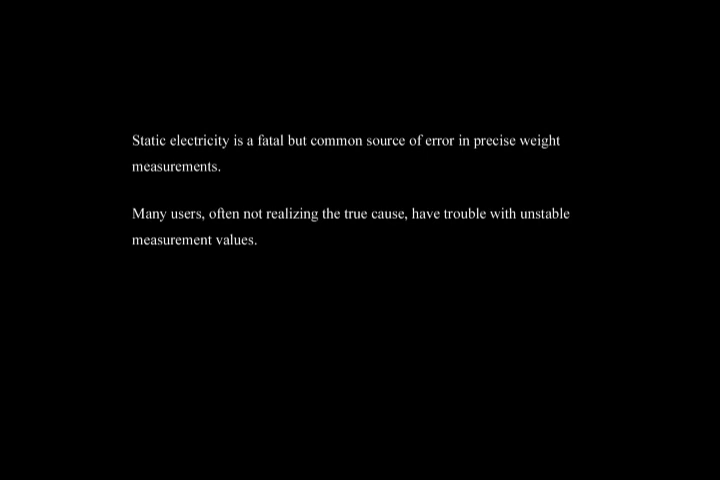 Static electricity is a fatal but common source of error in precise weight
measurements.
Many users, often not realizing the true cause, have trouble with unstable
measurement values.